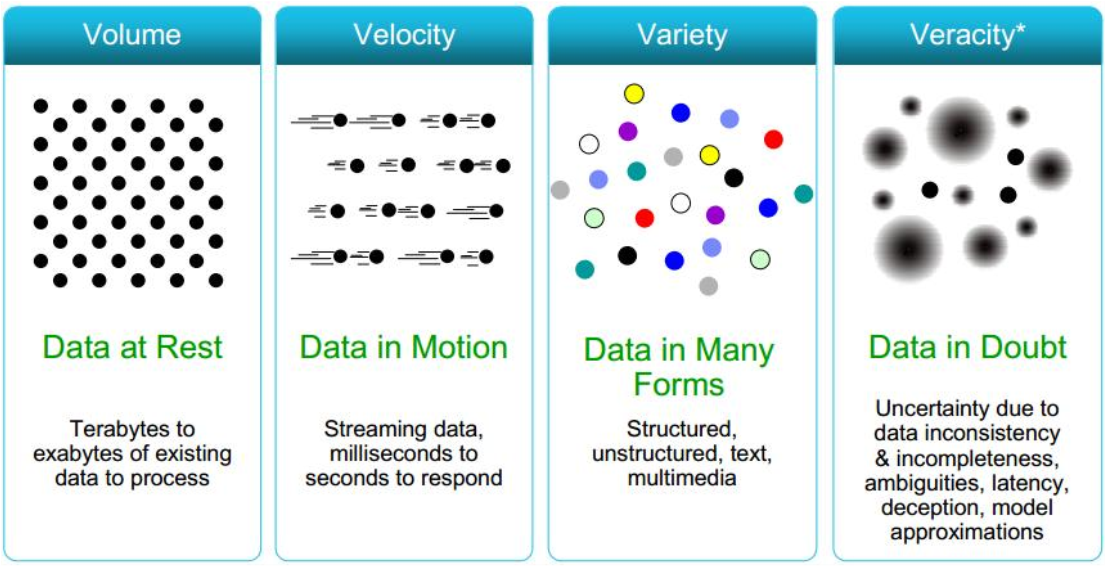 Volume
Data at Rest
Terabytes to
exabytes of existing
data to process
Velocity
Data in Motion
Streaming data,
milliseconds to
seconds to respond
Variety
Data in Many
Forms
Structured,
unstructured, text,
multimedia
Veracity*
Data in Doubt
Uncertainty due to
data inconsistency
& incompleteness,
ambiguities, latency,
deception, model
approximations